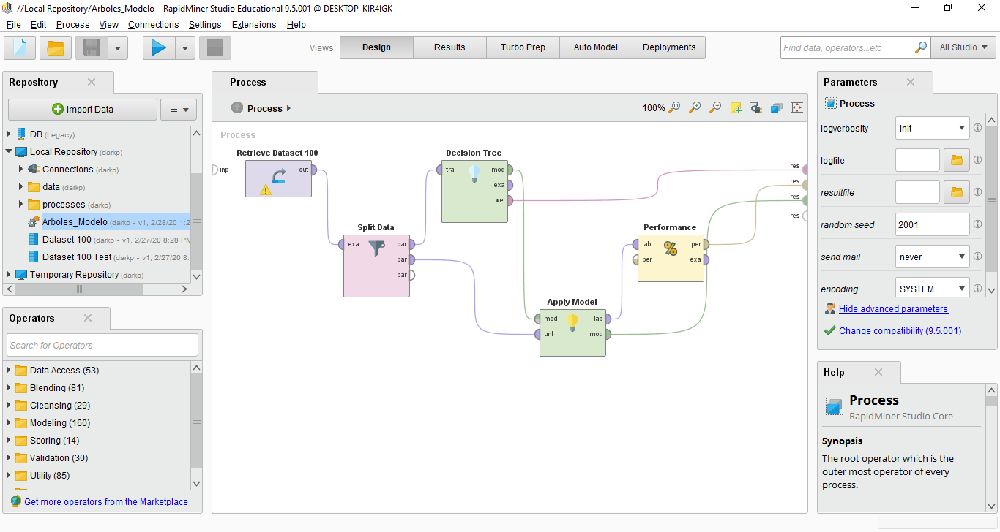 //Local Repository/Arboles_Modelo – RapidMiner Studio Educational 9.5.001 @ DESKTOP-KIR4IGK
File Edit Process View Connections Settings Extensions Help
Views: Design Results Turbo Prep Auto Model Deployments
Find data, operators...etc
All Studio
Repository
Import Data
DB (Legacy)
Local Repository (darkp)
Connections (darkp)
data (darkp)
processes (darkp)
Arboles_Modelo (darkp - v1, 2/28/20 1:2
Dataset 100 (darkp - v1, 2/27/20 8:28 PM
Dataset 100 Test (darkp - v1, 2/27/20 8:
Temporary Repository (darkp)
Operators
Search for Operators
Data Access (53)
Blending (81)
Cleansing (29)
Modeling (160)
Scoring (14)
Validation (30)
Utility (85)
Get more operators from the Marketplace
Process
Process
100%
Process
inp
Retrieve Dataset 100
out
Split Data
exa par
par
par
Decision Tree
tra mod
exa
wei
Apply Model
mod lab
unl mod
Performance
% 
lab per
per exa
res
res
res
res
Parameters
Process
logverbosity init
logfile
resultfile
random seed 2001
send mail never
encoding SYSTEM
Hide advanced parameters
Change compatibility (9.5.001)
Help
Process
RapidMiner Studio Core
Synopsis
The root operator which is the
outer most operator of every
process.